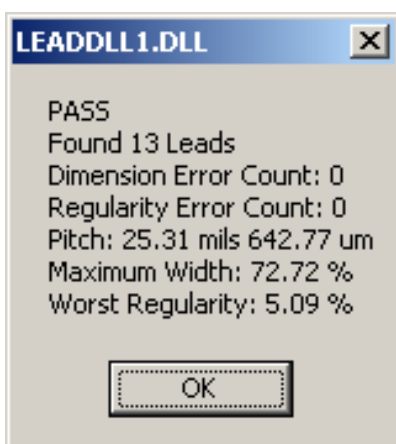 LEADDLL1.DLL
PASS
Found 13 Leads
Dimension Error Count: 0
Regularity Error Count: 0
Pitch: 25.31 mils 642.77 um
Maximum Width: 72.72 %
Worst Regularity: 5.09 %
OK